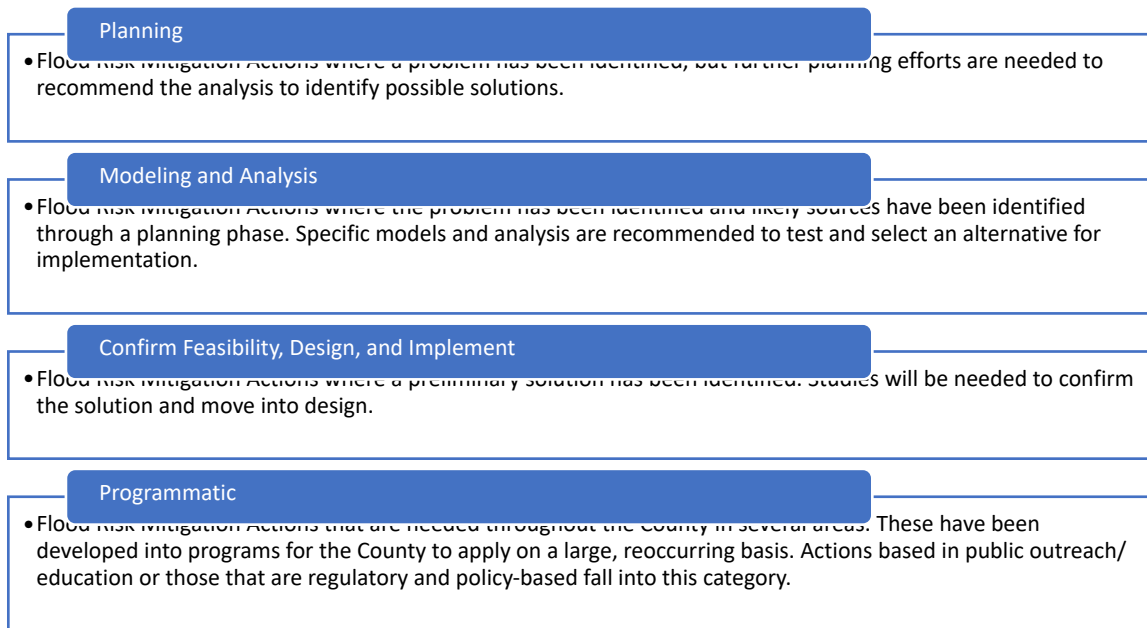 Planning
•Flood Risk Mitigation Actions where a problem has been identified, but further planning efforts are needed to
recommend the analysis to identify possible solutions.
Modeling and Analysis
•Flood Risk Mitigation Actions where the problem has been identified and likely sources have been identified
through a planning phase. Specific models and analysis are recommended to test and select an alternative for
implementation.
Confirm Feasibility, Design, and Implement
•Flood Risk Mitigation Actions where a preliminary solution has been identified. Studies will be needed to confirm
the solution and move into design.
Programmatic
•Flood Risk Mitigation Actions that are needed throughout the County in several areas. These have been
developed into programs for the County to apply on a large, reoccurring basis. Actions based in public outreach/
education or those that are regulatory and policy-based fall into this category.